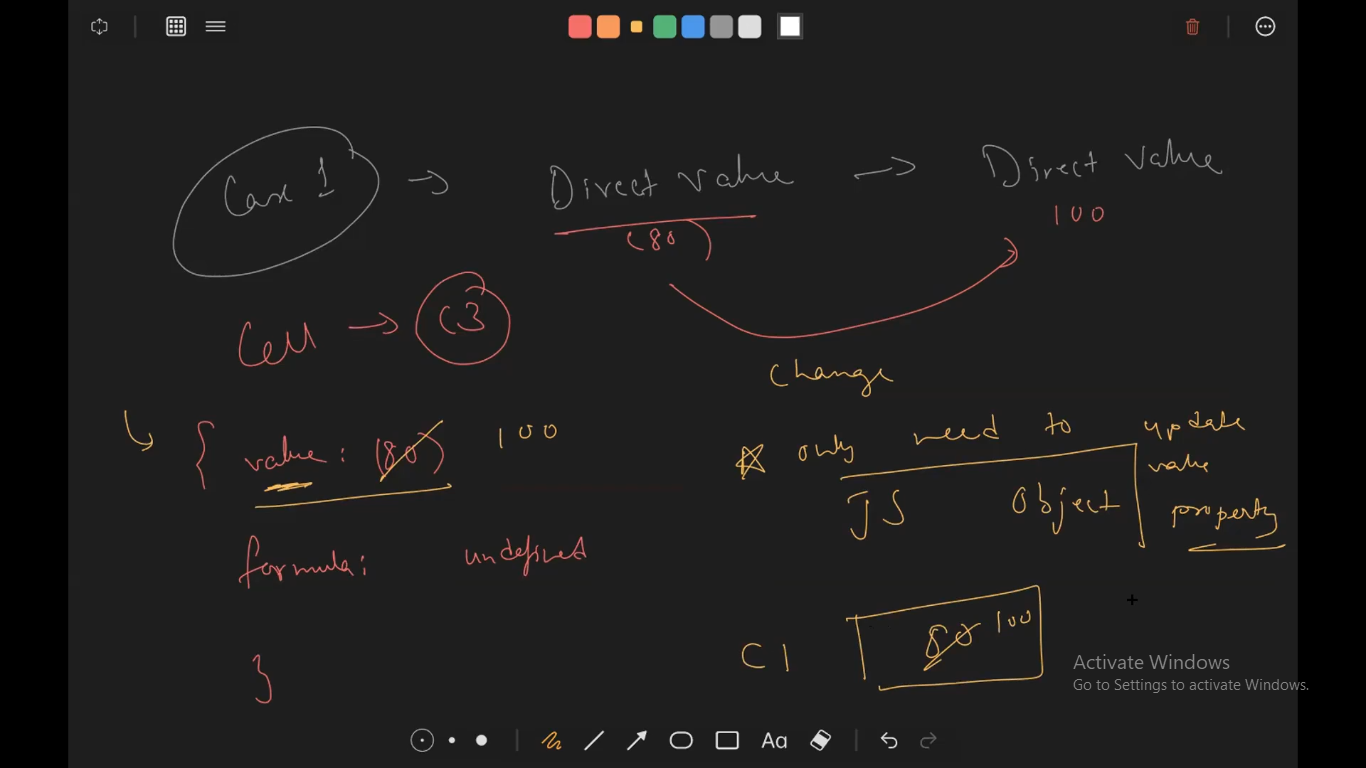 Case 1 → Direct value → Direct value
(80) 100
Cell → C3
change
{ value: (80) 100
☆ only need to update
value
JS Object
property
formula: undefined
C1 80 100
}
Activate Windows
Go to Settings to activate Windows.
Aa